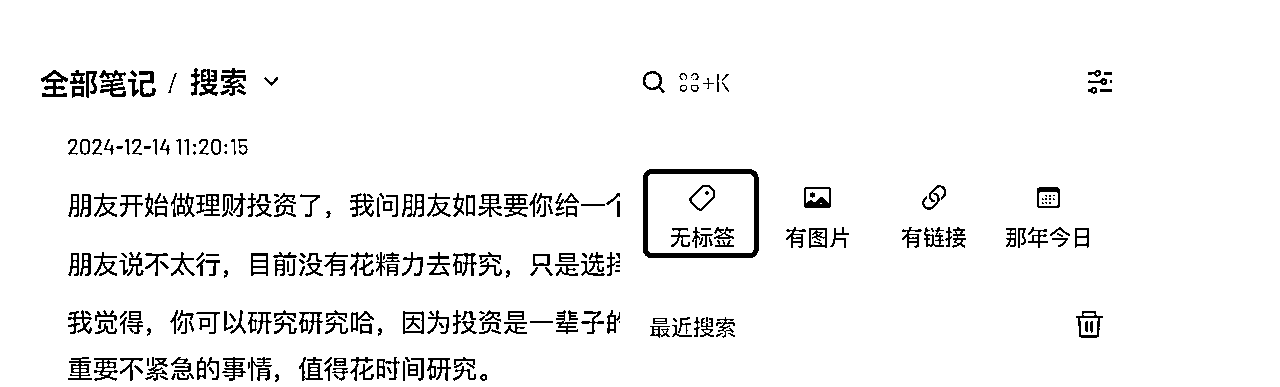 全部笔记 / 搜索
⌘+K
2024-12-14 11:20:15
朋友开始做理财投资了，我问朋友如果要你给一个
朋友说不太行，目前没有花精力去研究，只是选择
我觉得，你可以研究研究哈，因为投资是一辈子的
重要不紧急的事情，值得花时间研究。
无标签
有图片
有链接
那年今日
最近搜索